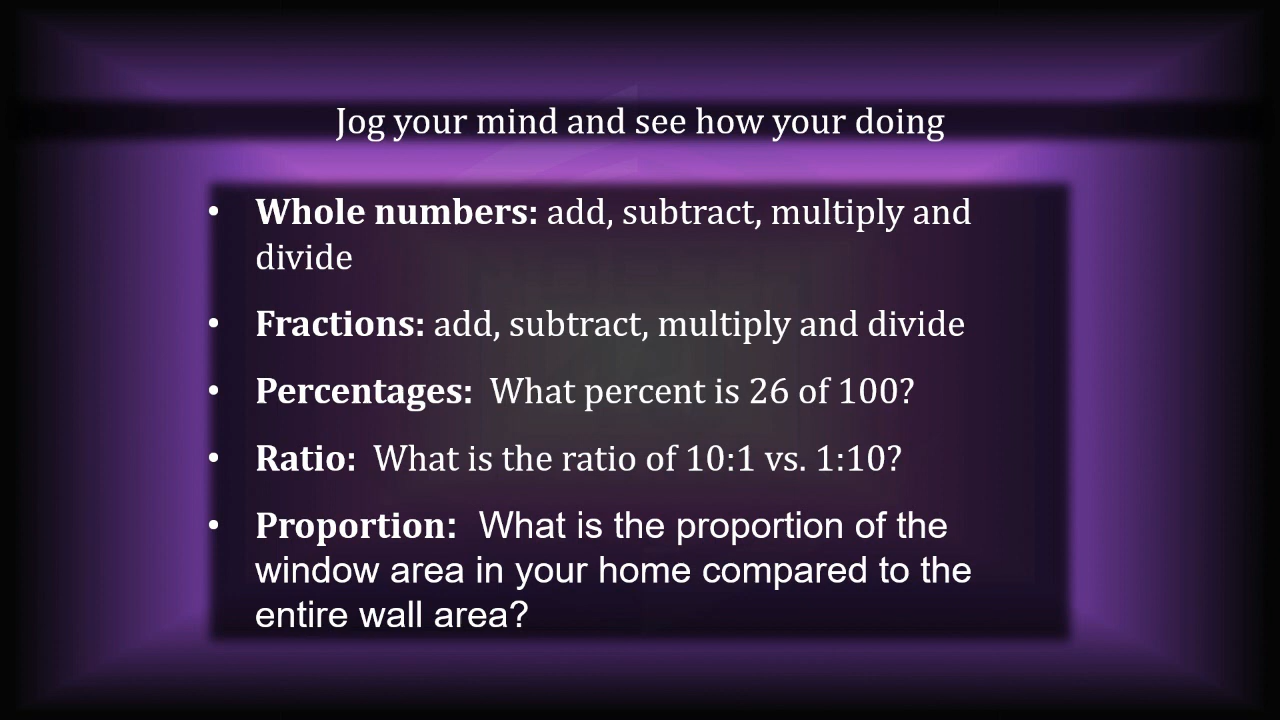 Jog your mind and see how your doing
• Whole numbers: add, subtract, multiply and
divide
• Fractions: add, subtract, multiply and divide
• Percentages: What percent is 26 of 100?
• Ratio: What is the ratio of 10:1 vs. 1:10?
• Proportion: What is the proportion of the
window area in your home compared to the
entire wall area?